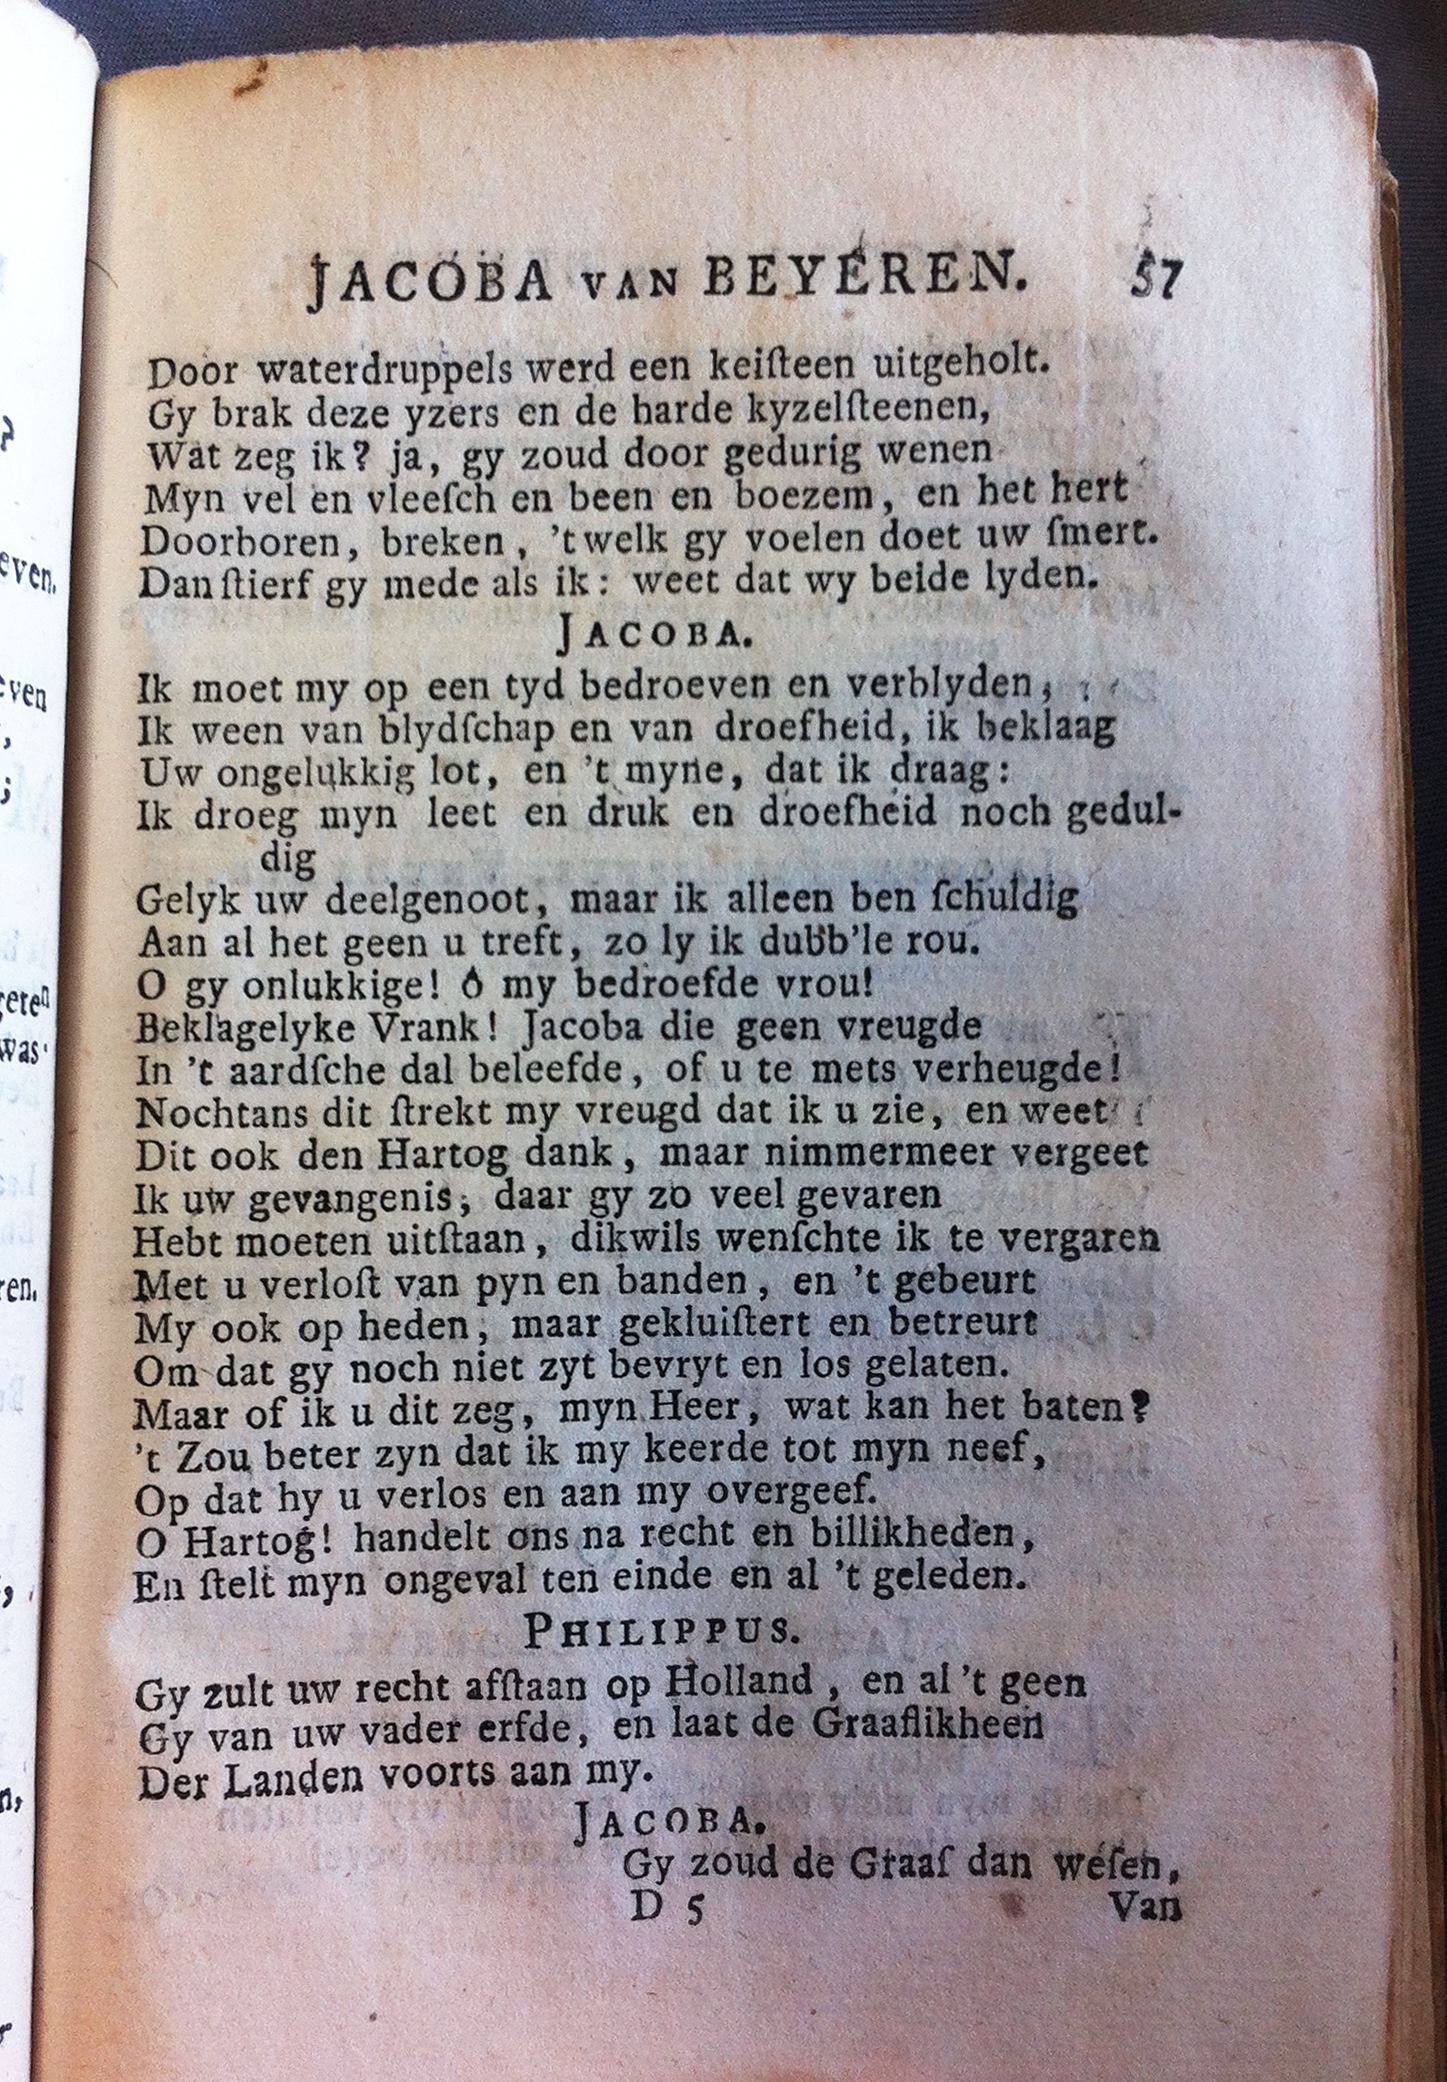 JACOBA VAN BEYEREN. 57
Door waterdruppels werd een keiſteen uitgeholt.
Gy brak deze yzers en de harde kyzelſteenen,
Wat zeg ik? ja, gy zoud door gedurig wenen
Myn vel en vleeſch en been en boezem, en het hert
Doorboren, breken, 't welk gy voelen doet uw ſmert.
Dan ſtierf gy mede als ik: weet dat wy beide lyden.
JACOBA.
Ik moet my op een tyd bedroeven en verblyden,
Ik ween van blydſchap en van droefheid, ik beklaag
Uw ongelukkig lot, en 't myne, dat ik draag:
Ik droeg myn leet en druk en droefheid noch gedul-
dig
Gelyk uw deelgenoot, maar ik alleen ben ſchuldig
Aan al het geen u treft, zo ly ik dubb'le rou.
O gy onlukkige! ô my bedroefde vrou!
Beklagelyke Vrank! Jacoba die geen vreugde
In 't aardſche dal beleefde, of u te mets verheugde!
Nochtans dit ſtrekt my vreugd dat ik u zie, en weet
Dit ook den Hartog dank, maar nimmermeer vergeet
Ik uw gevangenis, daar gy zo veel gevaren
Hebt moeten uitſtaan, dikwils wenſchte ik te vergaren
Met u verloſt van pyn en banden, en 't gebeurt
My ook op heden, maar gekluiſtert en betreurt
Om dat gy noch niet zyt bevryt en los gelaten.
Maar of ik u dit zeg, myn Heer, wat kan het baten?
't Zou beter zyn dat ik my keerde tot myn neef,
Op dat hy u verlos en aan my overgeef.
O Hartog! handelt ons na recht en billikheden,
En ſtelt myn ongeval ten einde en al 't geleden.
PHILIPPUS.
Gy zult uw recht afſtaan op Holland, en al 't geen
Gy van uw vader erfde, en laat de Graaflikheen
Der Landen voorts aan my.
JACOBA.
Gy zoud de Graaſ dan weſen,
D 5 Van